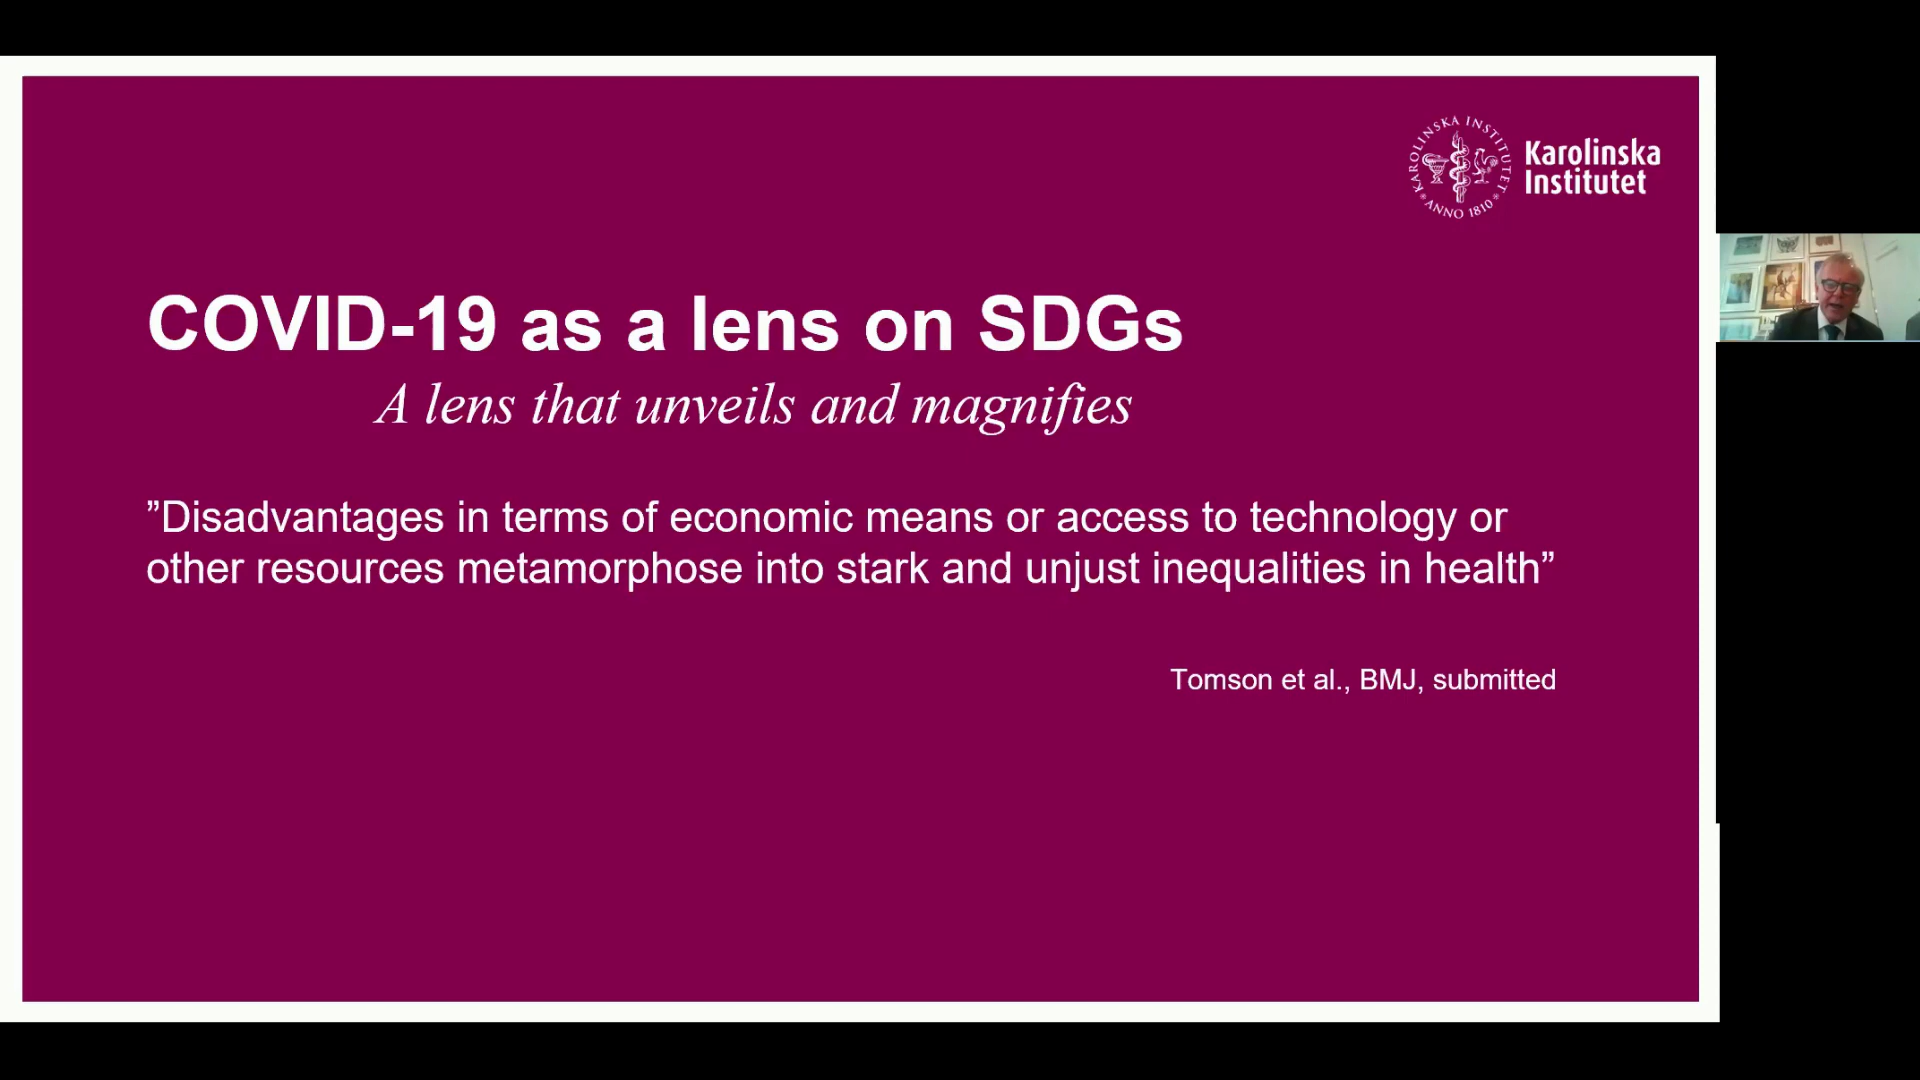 KAROLINSKA INSTITUTET
ANNO 1810
Karolinska
Institutet
COVID-19 as a lens on SDGs
A lens that unveils and magnifies
”Disadvantages in terms of economic means or access to technology or
other resources metamorphose into stark and unjust inequalities in health”
Tomson et al., BMJ, submitted